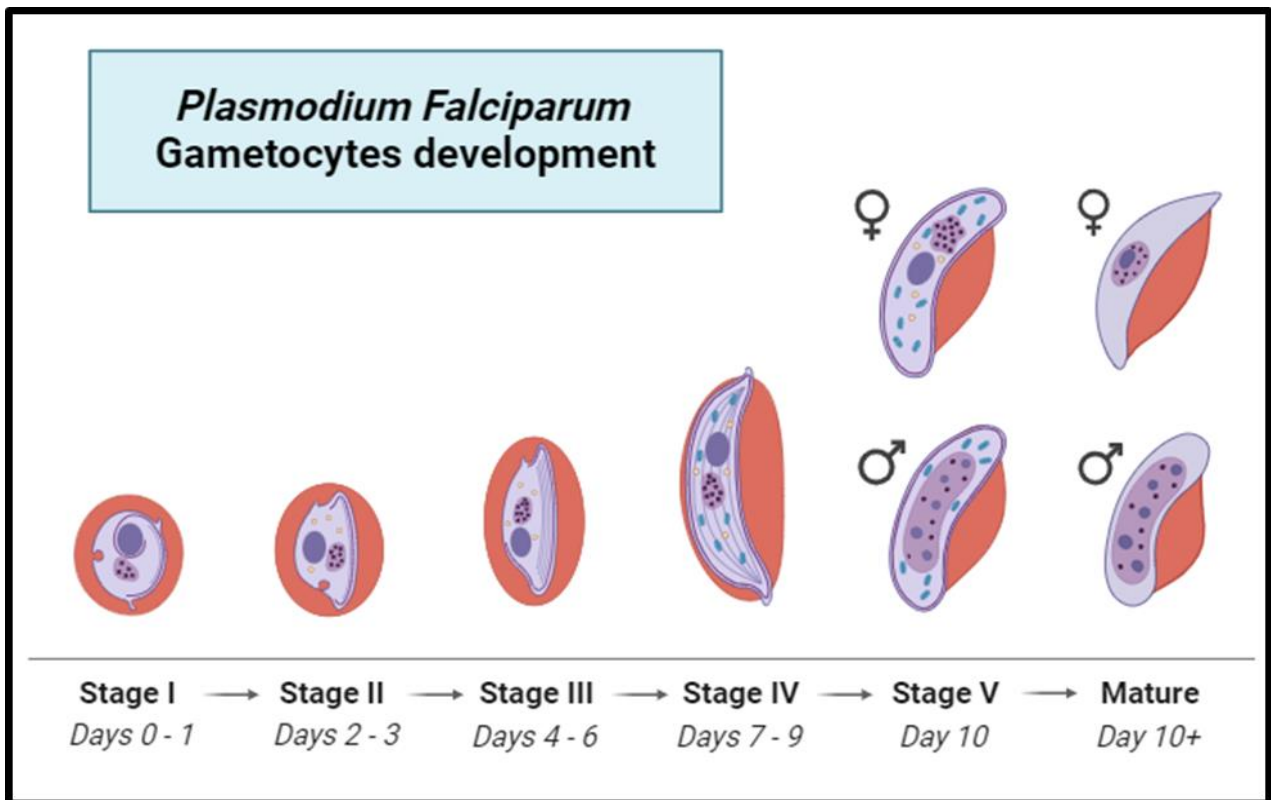 Plasmodium Falciparum
Gametocytes development
♀ ♀
♂ ♂
Stage I → Stage II → Stage III → Stage IV → Stage V → Mature
Days 0 - 1 Days 2 - 3 Days 4 - 6 Days 7 - 9 Day 10 Day 10+